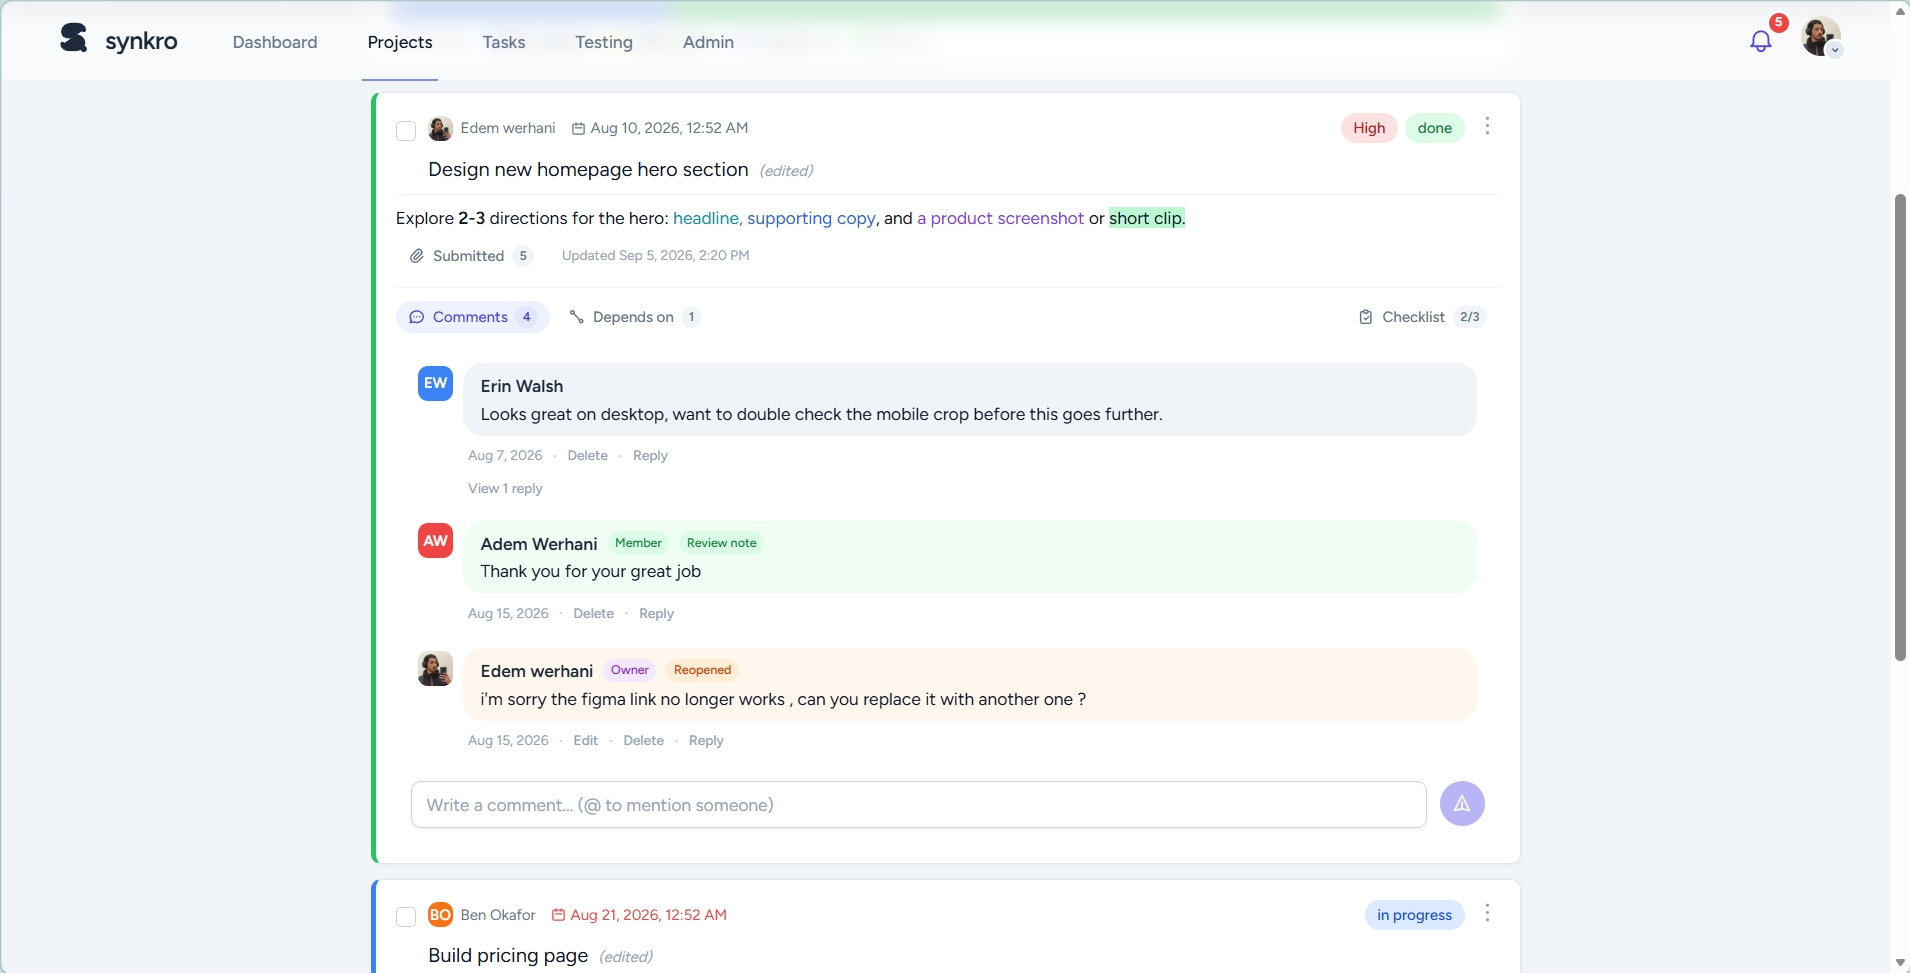 synkro
Dashboard
Projects
Tasks
Testing
Admin
5
Edem werhani
Aug 10, 2026, 12:52 AM
High
done
Design new homepage hero section (edited)
Explore 2-3 directions for the hero: headline, supporting copy, and a product screenshot or short clip.
Submitted 5
Updated Sep 5, 2026, 2:20 PM
Comments 4
Depends on 1
Checklist 2/3
EW
Erin Walsh
Looks great on desktop, want to double check the mobile crop before this goes further.
Aug 7, 2026 · Delete · Reply
View 1 reply
AW
Adem Werhani Member Review note
Thank you for your great job
Aug 15, 2026 · Delete · Reply
Edem werhani Owner Reopened
i'm sorry the figma link no longer works , can you replace it with another one ?
Aug 15, 2026 · Edit · Delete · Reply
Write a comment... (@ to mention someone)
BO
Ben Okafor
Aug 21, 2026, 12:52 AM
in progress
Build pricing page (edited)